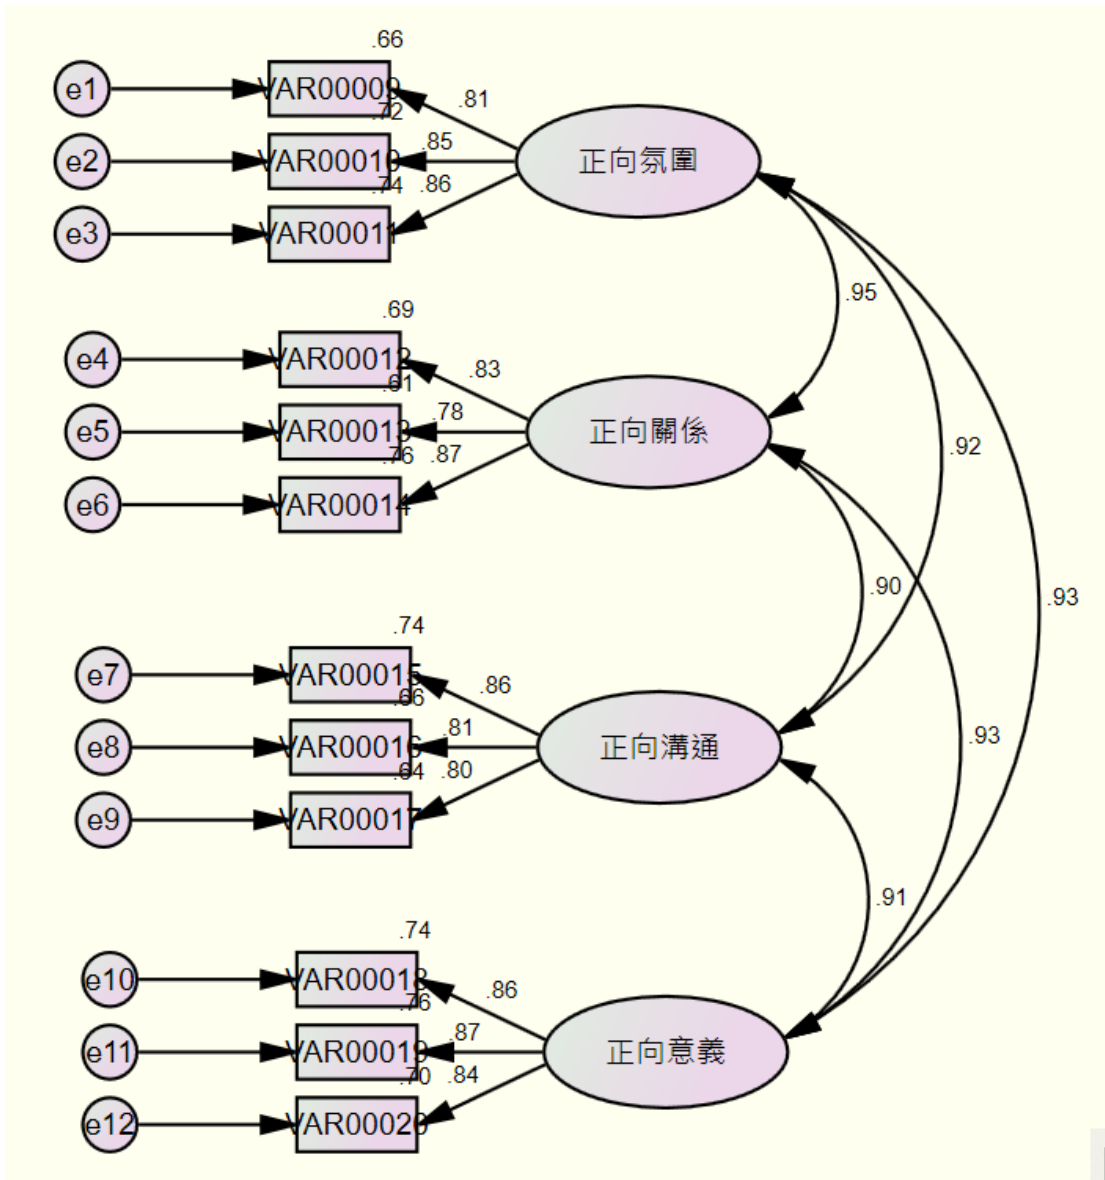 .66
e1 VAR00009 .81
.72
e2 VAR00010 .85 正向氛圍
.74 .86
e3 VAR00011
.95
.69
e4 VAR00012 .83
.61
e5 VAR00013 .78 正向關係
.76 .87
e6 VAR00014
.92
.90
.93
.74
e7 VAR00015 .86
.66
e8 VAR00016 .81 正向溝通
.93
.64 .80
e9 VAR00017
.91
.74
e10 VAR00018 .86
.76
e11 VAR00019 .87 正向意義
.70 .84
e12 VAR00020